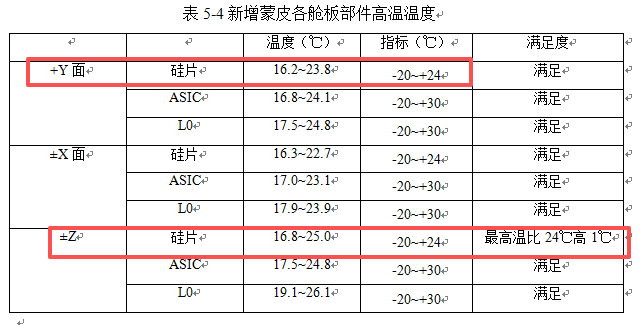 表 5-4 新增蒙皮各舱板部件高温温度
温度（℃） 指标（℃） 满足度
+Y 面 硅片 16.2~23.8 -20~+24 满足
ASIC 16.8~24.1 -20~+30 满足
L0 17.5~24.8 -20~+30 满足
±X 面 硅片 16.3~22.7 -20~+24 满足
ASIC 17.0~23.1 -20~+30 满足
L0 17.9~23.9 -20~+30 满足
±Z 硅片 16.8~25.0 -20~+24 最高温比 24℃高 1℃
ASIC 17.5~24.8 -20~+30 满足
L0 19.1~26.1 -20~+30 满足